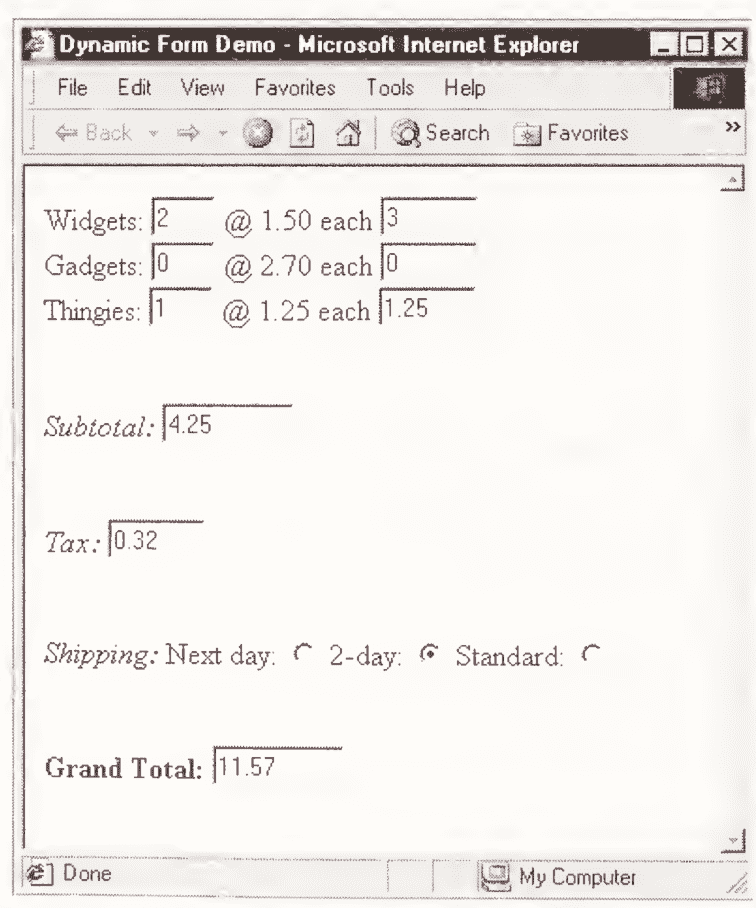 Dynamic Form Demo - Microsoft Internet Explorer
File Edit View Favorites Tools Help
Back Search Favorites »
Widgets: 2 @ 1.50 each 3
Gadgets: 0 @ 2.70 each 0
Thingies: 1 @ 1.25 each 1.25
Subtotal: 4.25
Tax: 0.32
Shipping: Next day: 2-day: Standard:
Grand Total: 11.57
Done My Computer